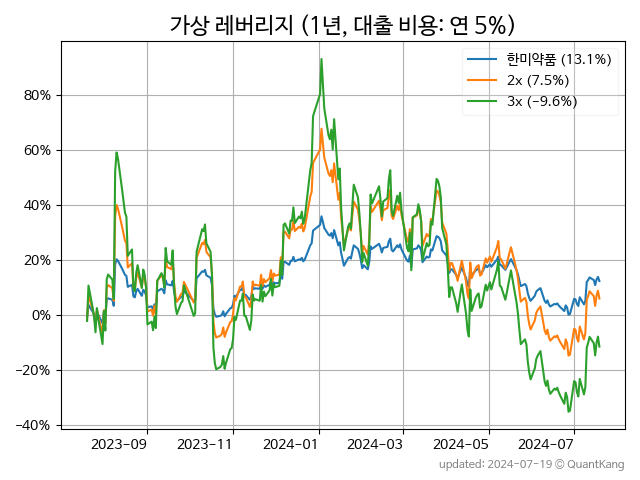 가상 레버리지 (1년, 대출 비용: 연 5%)
한미약품 (13.1%)
2x (7.5%)
3x (−9.6%)
80%
60%
40%
20%
0%
−20%
−40%
2023-09 2023-11 2024-01 2024-03 2024-05 2024-07
updated: 2024-07-19 © QuantKang